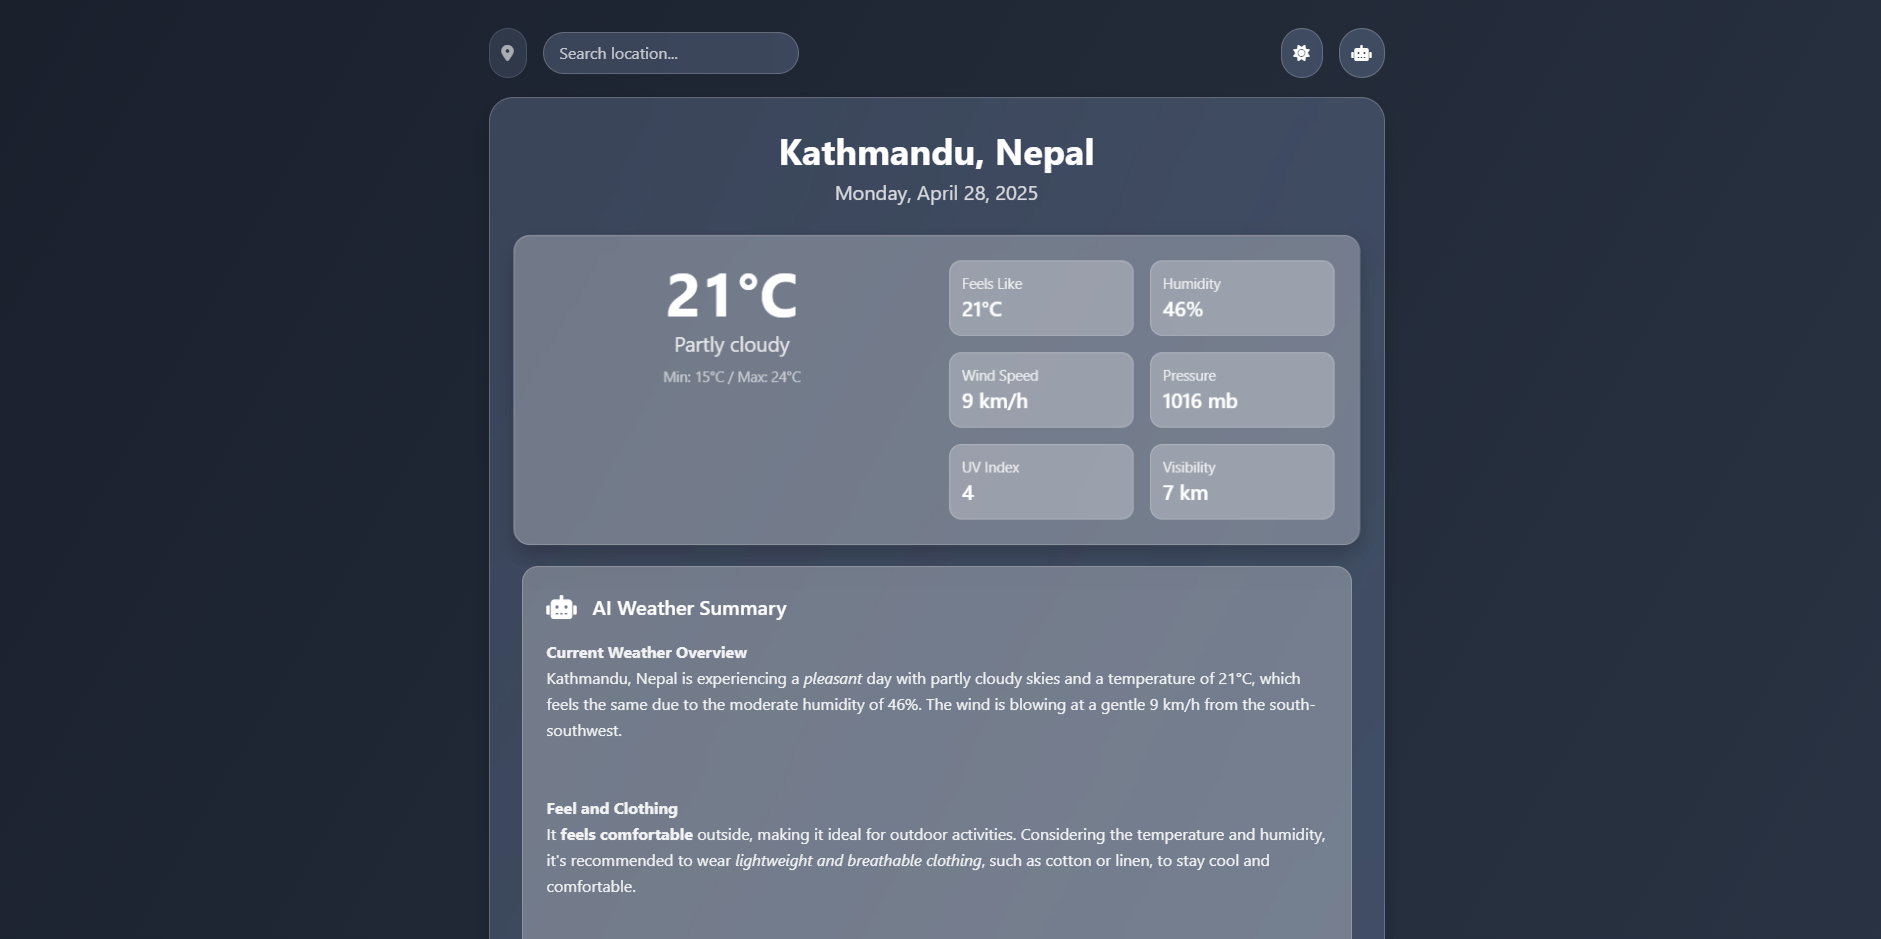 Search location...
Kathmandu, Nepal
Monday, April 28, 2025
21°C
Partly cloudy
Min: 15°C / Max: 24°C
Feels Like
21°C
Humidity
46%
Wind Speed
9 km/h
Pressure
1016 mb
UV Index
4
Visibility
7 km
AI Weather Summary
Current Weather Overview
Kathmandu, Nepal is experiencing a pleasant day with partly cloudy skies and a temperature of 21°C, which
feels the same due to the moderate humidity of 46%. The wind is blowing at a gentle 9 km/h from the south-
southwest.
Feel and Clothing
It feels comfortable outside, making it ideal for outdoor activities. Considering the temperature and humidity,
it's recommended to wear lightweight and breathable clothing, such as cotton or linen, to stay cool and
comfortable.